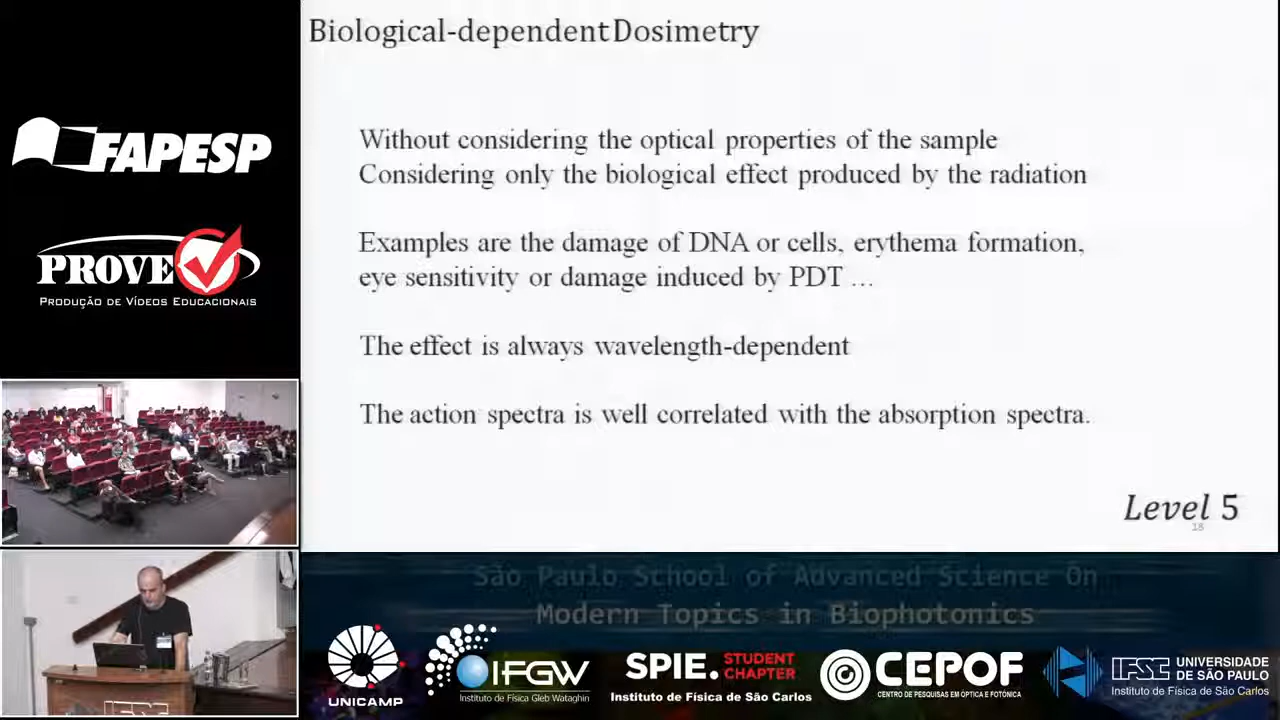 Biological-dependent Dosimetry
Without considering the optical properties of the sample
Considering only the biological effect produced by the radiation
Examples are the damage of DNA or cells, erythema formation,
eye sensitivity or damage induced by PDT ...
The effect is always wavelength-dependent
The action spectra is well correlated with the absorption spectra.
Level 5
18
FAPESP
PROVE
PRODUÇÃO DE VÍDEOS EDUCACIONAIS
São Paulo School of Advanced Science On
Modern Topics in Biophotonics
UNICAMP
IFGW
Instituto de Física Gleb Wataghin
SPIE. STUDENT
CHAPTER
Instituto de Física de São Carlos
CEPOF
CENTRO DE PESQUISAS EM ÓPTICA E FOTÔNICA
IFSC UNIVERSIDADE
DE SÃO PAULO
Instituto de Física de São Carlos